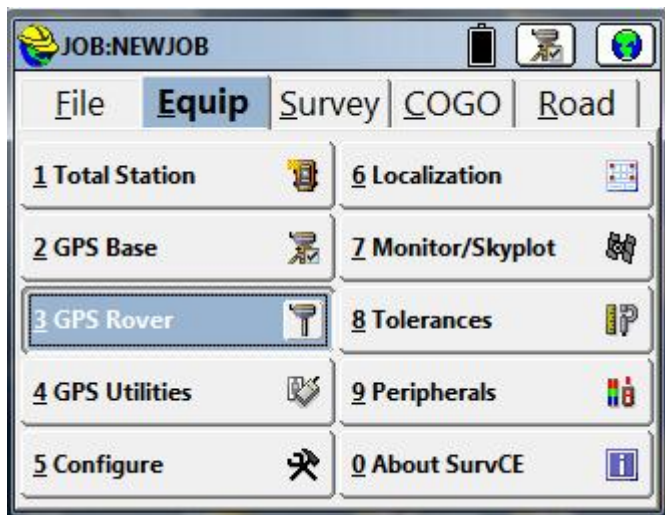 JOB:NEWJOB
File Equip Survey COGO Road
1 Total Station
6 Localization
2 GPS Base
7 Monitor/Skyplot
3 GPS Rover
8 Tolerances
4 GPS Utilities
9 Peripherals
5 Configure
0 About SurvCE